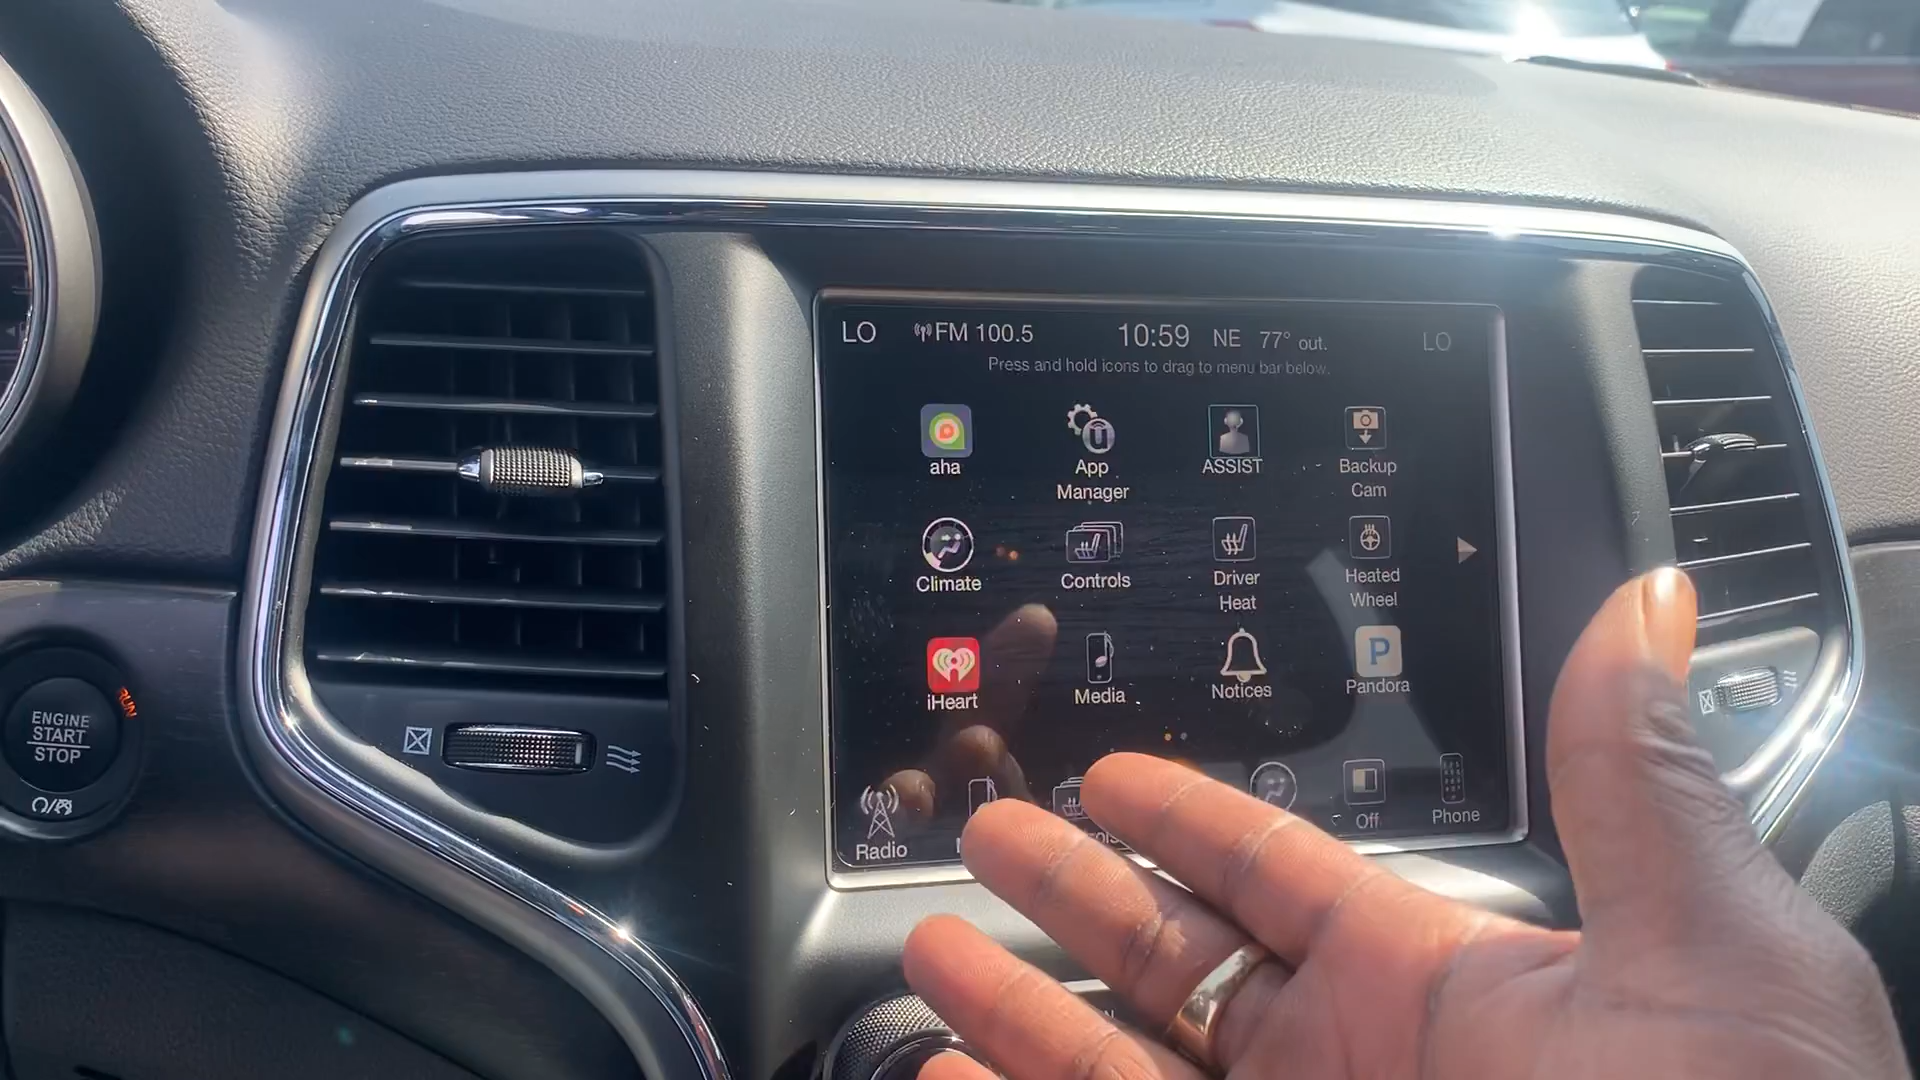 LO FM 100.5 10:59 NE 77° out. LO
Press and hold icons to drag to menu bar below.
aha
App
Manager
ASSIST
Backup
Cam
Climate
Controls
Driver
Heat
Heated
Wheel
iHeart
Media
Notices
P
Pandora
Radio
Off
Phone
ENGINE
START
STOP
RUN